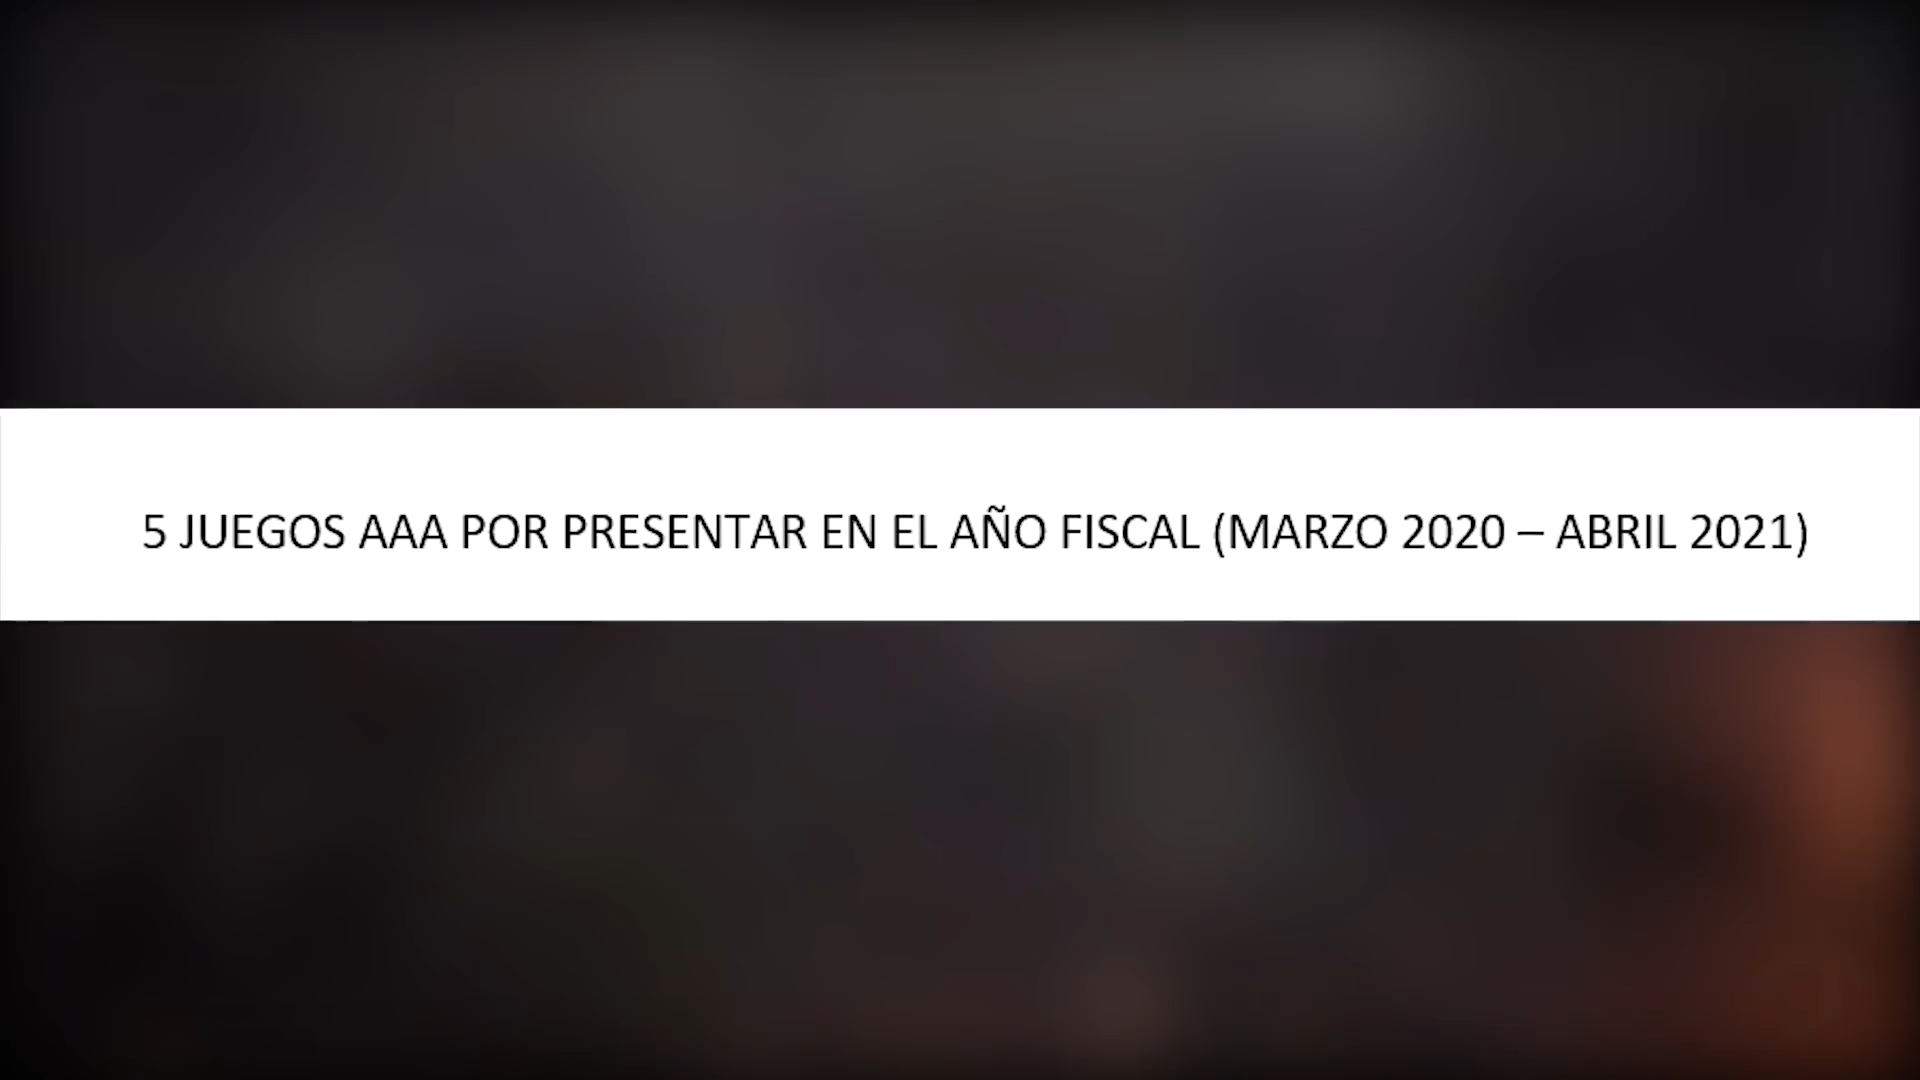 5 JUEGOS AAA POR PRESENTAR EN EL AÑO FISCAL (MARZO 2020 – ABRIL 2021)